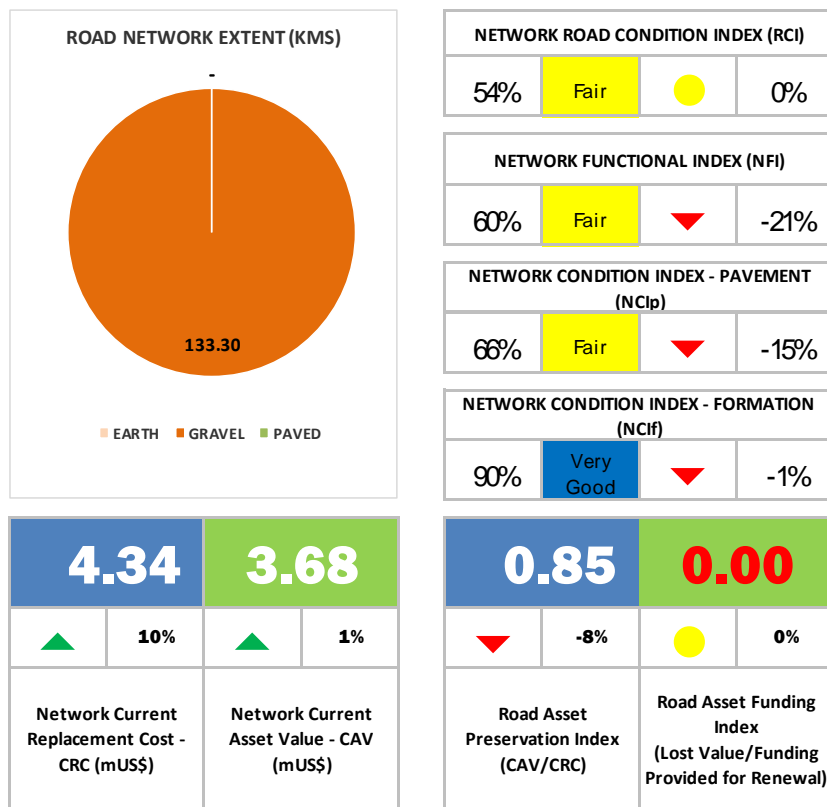 ROAD NETWORK EXTENT (KMS)
-
133.30
EARTH GRAVEL PAVED
NETWORK ROAD CONDITION INDEX (RCI)
54% Fair 0%
NETWORK FUNCTIONAL INDEX (NFI)
60% Fair -21%
NETWORK CONDITION INDEX - PAVEMENT
(NCIp)
66% Fair -15%
NETWORK CONDITION INDEX - FORMATION
(NCIf)
90% Very
Good -1%
4.34 3.68
10% 1%
Network Current
Replacement Cost -
CRC (mUS$)
Network Current
Asset Value - CAV
(mUS$)
0.85 0.00
-8% 0%
Road Asset
Preservation Index
(CAV/CRC)
Road Asset Funding
Index
(Lost Value/Funding
Provided for Renewal)